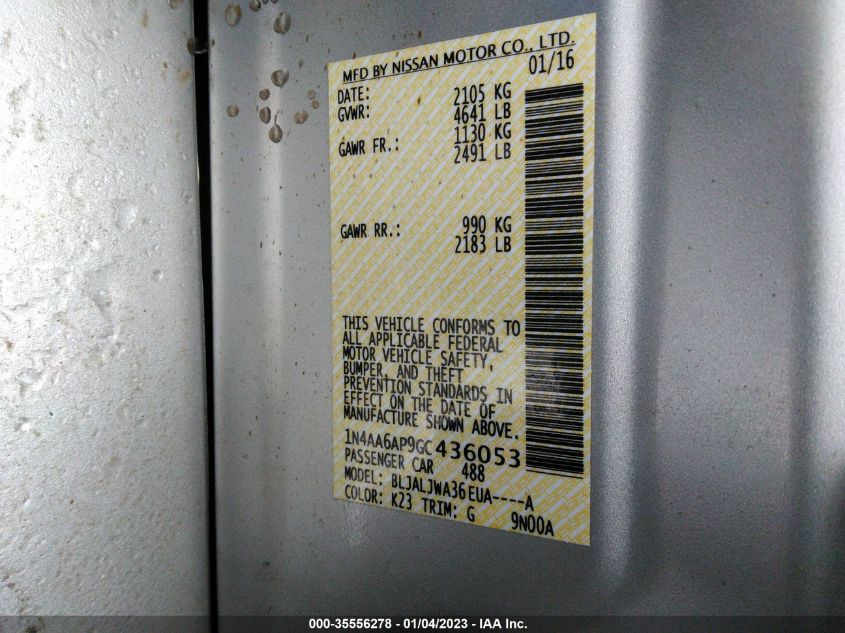 MFD BY NISSAN MOTOR CO., LTD.
DATE: 01/16
GVWR: 2105 KG
4641 LB
GAWR FR.: 1130 KG
2491 LB
GAWR RR.: 990 KG
2183 LB
THIS VEHICLE CONFORMS TO
ALL APPLICABLE FEDERAL
MOTOR VEHICLE SAFETY,
BUMPER, AND THEFT
PREVENTION STANDARDS IN
EFFECT ON THE DATE OF
MANUFACTURE SHOWN ABOVE.
1N4AA6AP9GC436053
PASSENGER CAR 488
MODEL: BLJALJWA36EUA----A
COLOR: K23 TRIM: G 9N00A
000-35556278 - 01/04/2023 - IAA Inc.